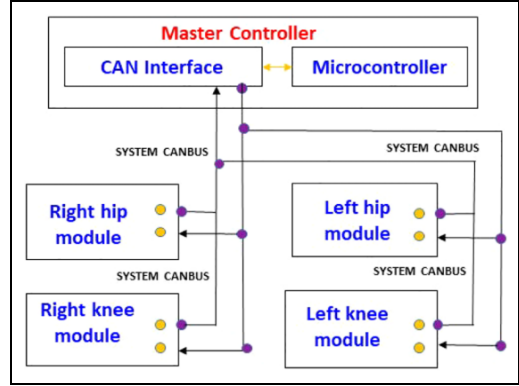 Master Controller
CAN Interface
Microcontroller
SYSTEM CANBUS
SYSTEM CANBUS
Right hip
module
Left hip
module
SYSTEM CANBUS
SYSTEM CANBUS
Right knee
module
Left knee
module